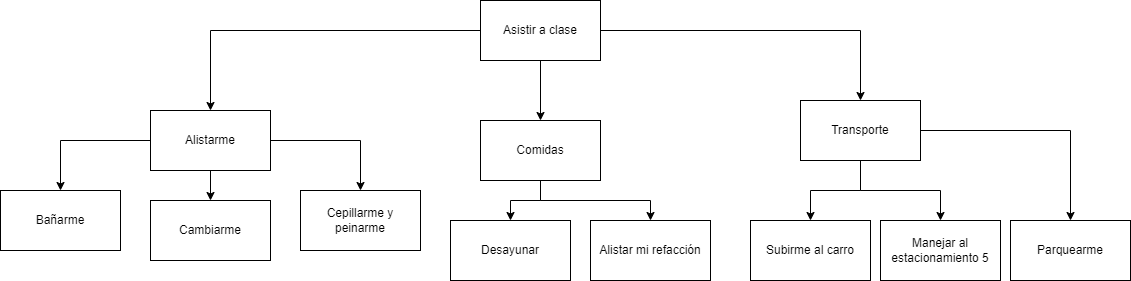 Asistir a clase
Alistarme
Comidas
Transporte
Bañarme
Cambiarme
Cepillarme y
peinarme
Desayunar
Alistar mi refacción
Subirme al carro
Manejar al
estacionamiento 5
Parquearme